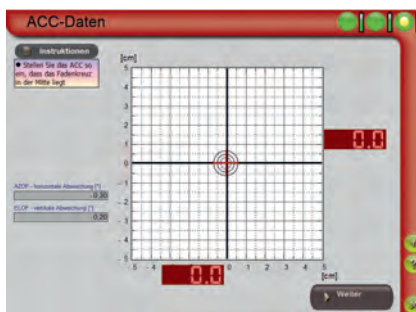 ACC-Daten
Instruktionen
• Stellen Sie das ACC so
ein, dass das Fadenkreuz
in der Mitte liegt
[cm]
5
4
3
2
1
0
-1
-2
-3
-4
-5
0.0
AZOF - horizontale Abweichung [°]
-0,30
ELOF - vertikale Abweichung [°]
0,20
-5 -4 0 1 2 3 4 5
0.0
[cm]
Weiter